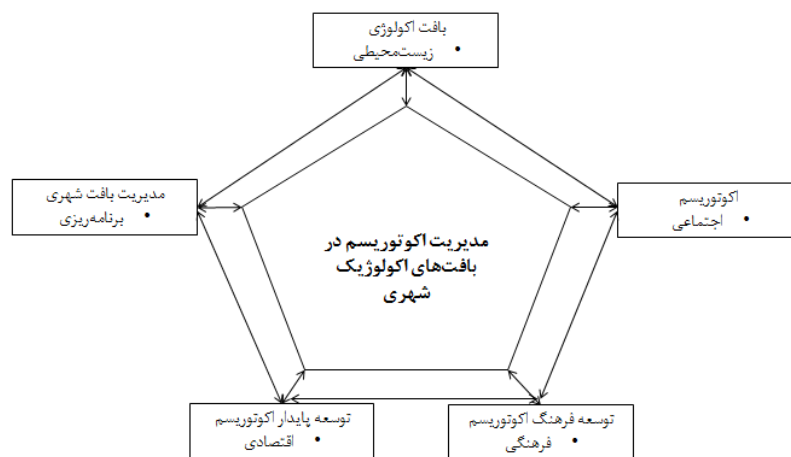 بافت اکولوژی
• زیست‌محیطی
مدیریت بافت شهری
• برنامه‌ریزی
اکوتوریسم
• اجتماعی
مدیریت اکوتوریسم در
بافت‌های اکولوژیک
شهری
توسعه پایدار اکوتوریسم
• اقتصادی
توسعه فرهنگ اکوتوریسم
• فرهنگی